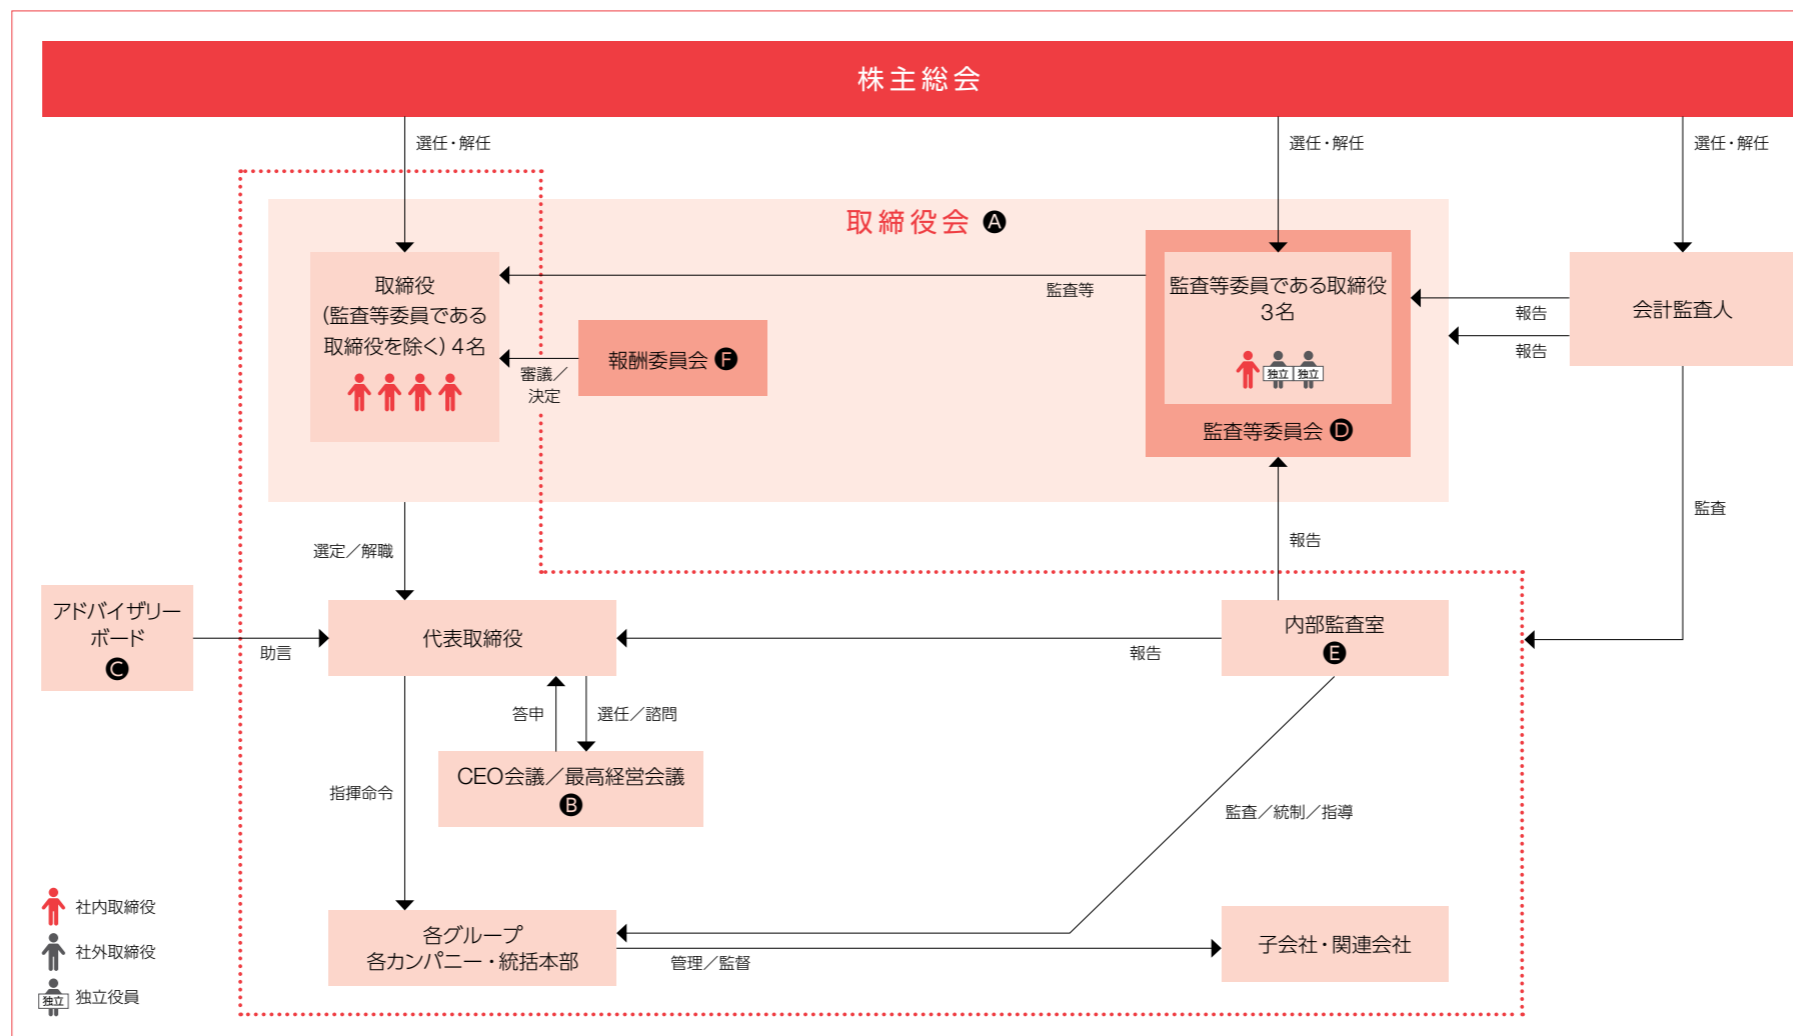 株主総会
選任・解任
選任・解任
選任・解任
取締役会 A
取締役
(監査等委員である
取締役を除く) 4名
監査等
監査等委員である取締役
3名
独立 独立
監査等委員会 D
報酬委員会 F
審議/
決定
報告
報告
会計監査人
監査
選定/解職
報告
アドバイザリー
ボード
C
助言
代表取締役
報告
内部監査室
E
答申
選任/諮問
CEO会議/最高経営会議
B
指揮命令
監査/統制/指導
各グループ
各カンパニー・統括本部
管理/監督
子会社・関連会社
社内取締役
社外取締役
独立 独立役員